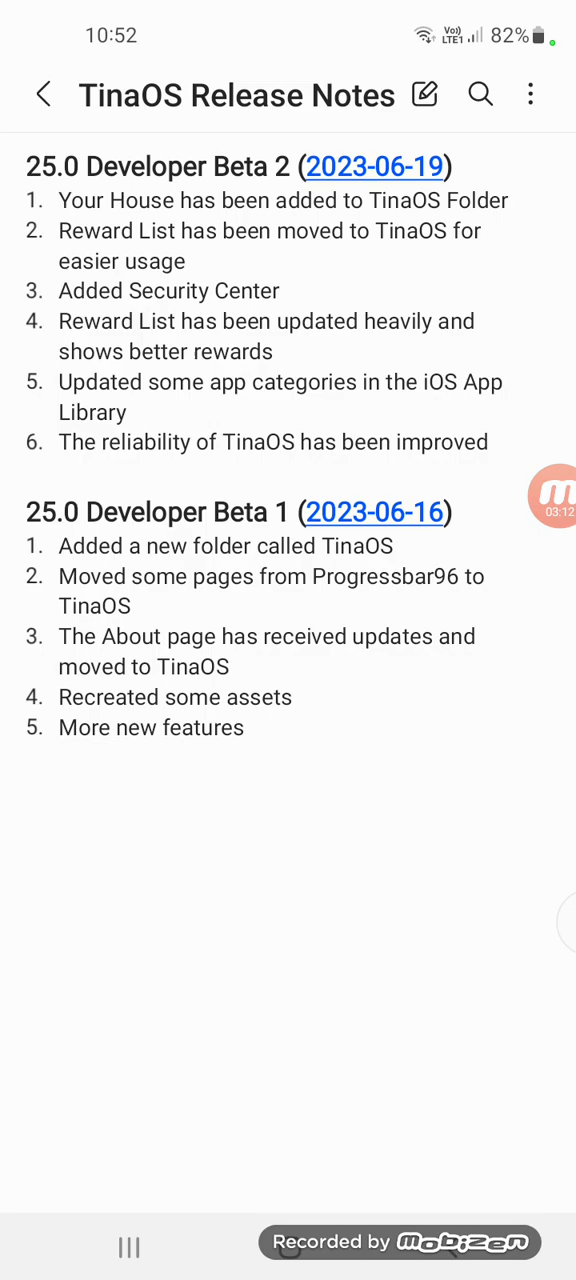 10:52
Vo)) LTE1 82%
TinaOS Release Notes
25.0 Developer Beta 2 (2023-06-19)
1. Your House has been added to TinaOS Folder
2. Reward List has been moved to TinaOS for
easier usage
3. Added Security Center
4. Reward List has been updated heavily and
shows better rewards
5. Updated some app categories in the iOS App
Library
6. The reliability of TinaOS has been improved
m
03:12
25.0 Developer Beta 1 (2023-06-16)
1. Added a new folder called TinaOS
2. Moved some pages from Progressbar96 to
TinaOS
3. The About page has received updates and
moved to TinaOS
4. Recreated some assets
5. More new features
Recorded by mobizen